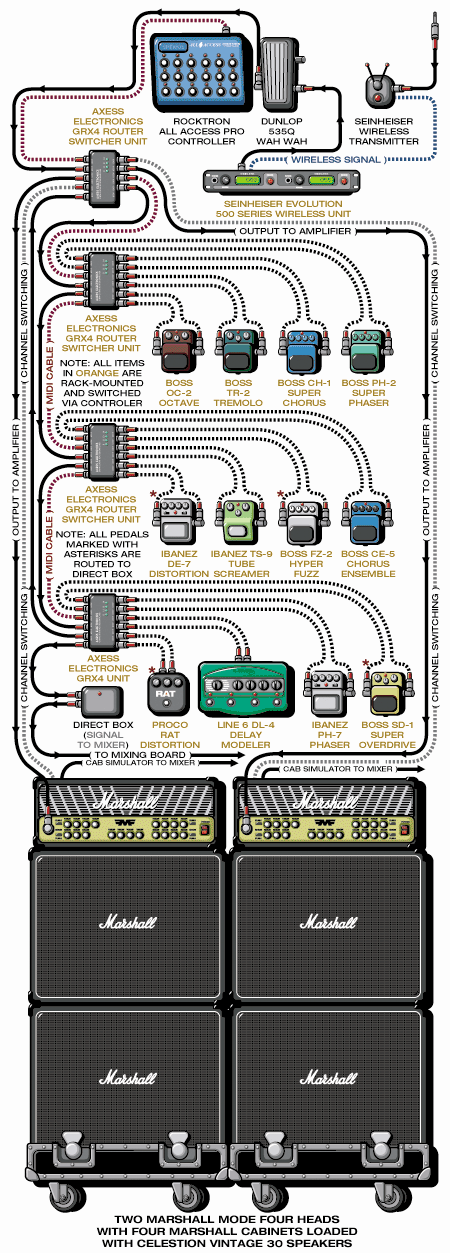 AXESS
ELECTRONICS
GRX4 ROUTER
SWITCHER UNIT
ROCKTRON
ALL ACCESS PRO
CONTROLLER
DUNLOP
535Q
WAH WAH
SEINHEISER
WIRELESS
TRANSMITTER
( WIRELESS SIGNAL )
SEINHEISER EVOLUTION
500 SERIES WIRELESS UNIT
( OUTPUT TO AMPLIFIER )
( CHANNEL SWITCHING )
( CHANNEL SWITCHING )
AXESS
ELECTRONICS
GRX4 ROUTER
SWITCHER UNIT
NOTE: ALL ITEMS
IN ORANGE ARE
RACK-MOUNTED
AND SWITCHED
VIA CONTROLER
( MIDI CABLE )
BOSS
OC-2
OCTAVE
BOSS
TR-2
TREMOLO
BOSS CH-1
SUPER
CHORUS
BOSS PH-2
SUPER
PHASER
( OUTPUT TO AMPLIFIER )
( OUTPUT TO AMPLIFIER )
AXESS
ELECTRONICS
GRX4 ROUTER
SWITCHER UNIT
NOTE: ALL PEDALS
MARKED WITH
ASTERISKS ARE
ROUTED TO
DIRECT BOX
( MIDI CABLE )
*
IBANEZ
DE-7
DISTORTION
IBANEZ TS-9
TUBE
SCREAMER
*
BOSS FZ-2
HYPER
FUZZ
BOSS CE-5
CHORUS
ENSEMBLE
( CHANNEL SWITCHING )
( CHANNEL SWITCHING )
AXESS
ELECTRONICS
GRX4 UNIT
DIRECT BOX
(SIGNAL
TO MIXER)
*
RAT
PROCO
RAT
DISTORTION
LINE 6 DL-4
DELAY
MODELER
IBANEZ
PH-7
PHASER
*
BOSS SD-1
SUPER
OVERDRIVE
( TO MIXING BOARD )
( CAB SIMULATOR TO MIXER )
( CAB SIMULATOR TO MIXER )
Marshall
Marshall
Marshall
Marshall
Marshall
Marshall
TWO MARSHALL MODE FOUR HEADS
WITH FOUR MARSHALL CABINETS LOADED
WITH CELESTION VINTAGE 30 SPEAKERS